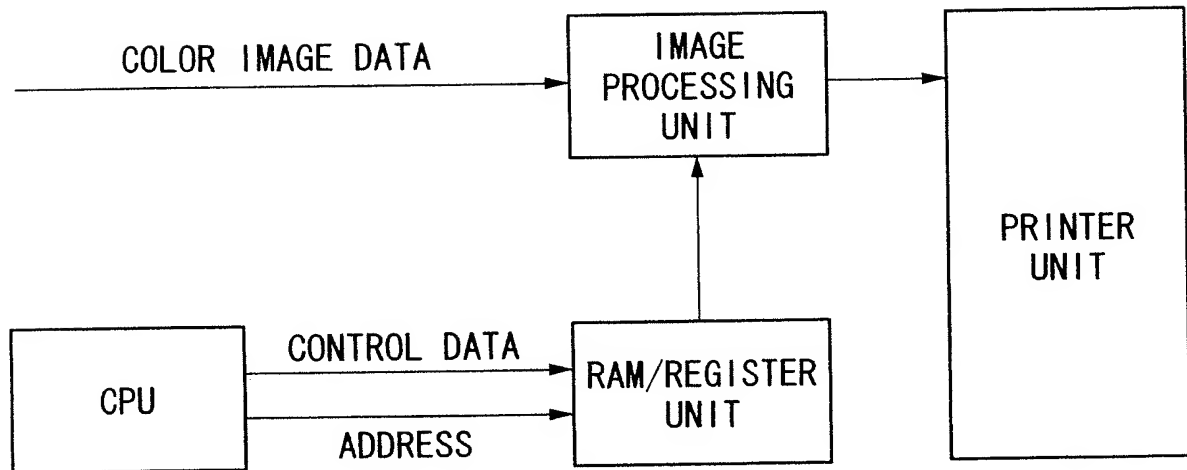 COLOR IMAGE DATA
IMAGE
PROCESSING
UNIT
PRINTER
UNIT
CPU
CONTROL DATA
ADDRESS
RAM/REGISTER
UNIT